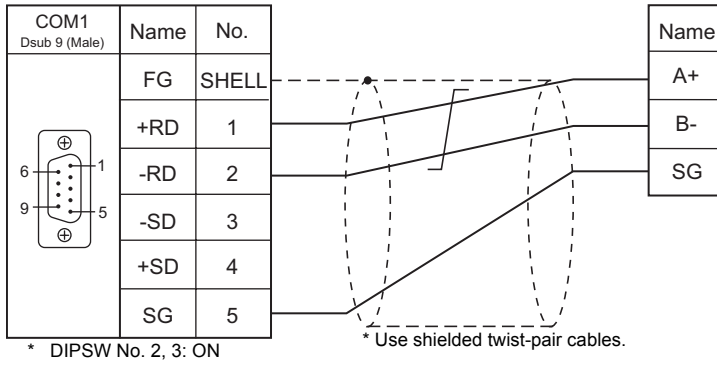 COM1
Dsub 9 (Male)
Name No.
FG SHELL
+RD 1
-RD 2
-SD 3
+SD 4
SG 5
6 1
9 5
Name
A+
B-
SG
* DIPSW No. 2, 3: ON
* Use shielded twist-pair cables.